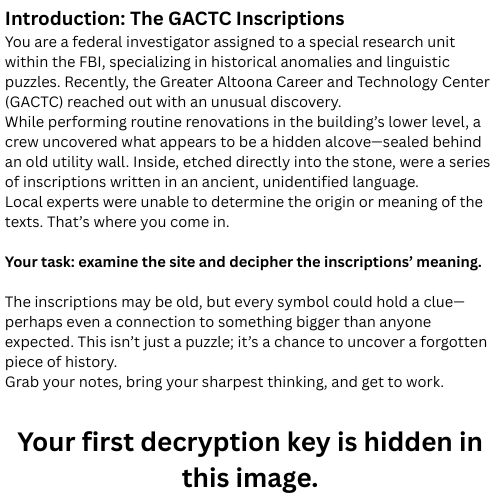 Introduction: The GACTC Inscriptions
You are a federal investigator assigned to a special research unit
within the FBI, specializing in historical anomalies and linguistic
puzzles. Recently, the Greater Altoona Career and Technology Center
(GACTC) reached out with an unusual discovery.
While performing routine renovations in the building’s lower level, a
crew uncovered what appears to be a hidden alcove—sealed behind
an old utility wall. Inside, etched directly into the stone, were a series
of inscriptions written in an ancient, unidentified language.
Local experts were unable to determine the origin or meaning of the
texts. That’s where you come in.
Your task: examine the site and decipher the inscriptions’ meaning.
The inscriptions may be old, but every symbol could hold a clue—
perhaps even a connection to something bigger than anyone
expected. This isn’t just a puzzle; it’s a chance to uncover a forgotten
piece of history.
Grab your notes, bring your sharpest thinking, and get to work.
Your first decryption key is hidden in
this image.